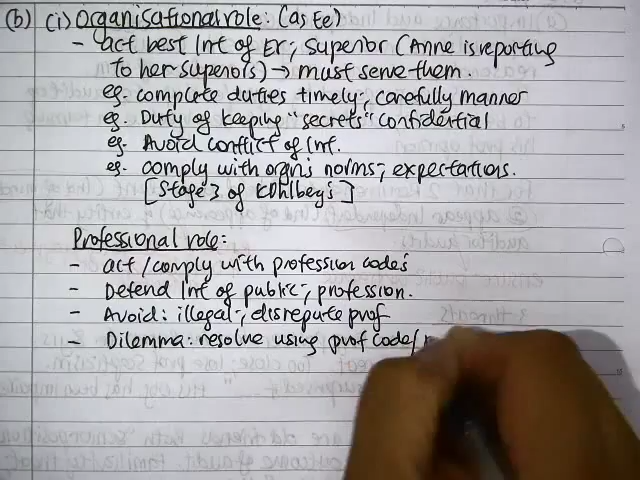 (b) (i) Organisational role: (as Ee)
- act best Int of Er; superior (Anne is reporting
to her superiors) → must serve them.
eg. complete duties timely; carefully manner
eg. Duty of keeping "secrets" confidential
eg. Avoid conflict of Int.
eg. comply with organ's norms; expectations.
[Stage 3 of Kohlberg's]
Professional role:
- act/comply with profession code's
- Defend Int of public; profession.
- Avoid: illegal; disrepute prof
- Dilemma: resolve using prof code/